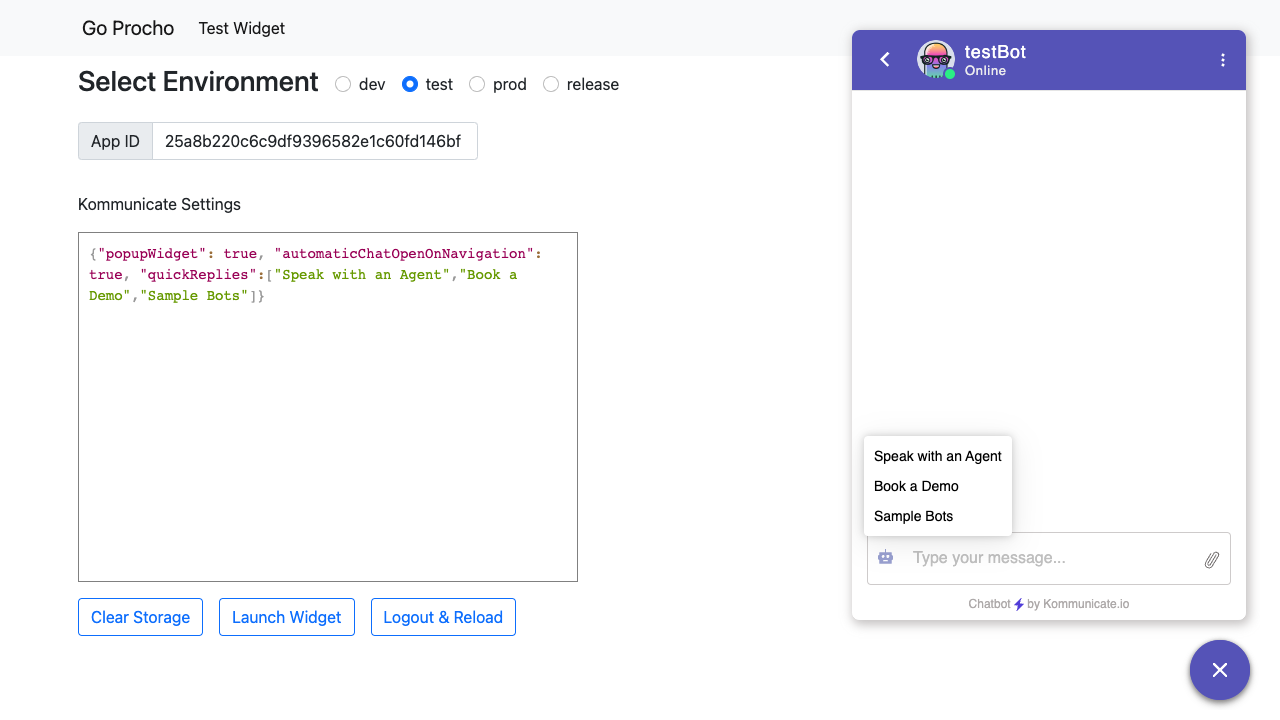 Go Procho Test Widget
Select Environment dev test prod release
App ID 25a8b220c6c9df9396582e1c60fd146bf
Kommunicate Settings
{"popupWidget": true, "automaticChatOpenOnNavigation":
true, "quickReplies":["Speak with an Agent","Book a
Demo","Sample Bots"]}
Clear Storage Launch Widget Logout & Reload
testBot
Online
Speak with an Agent
Book a Demo
Sample Bots
Type your message...
Chatbot by Kommunicate.io